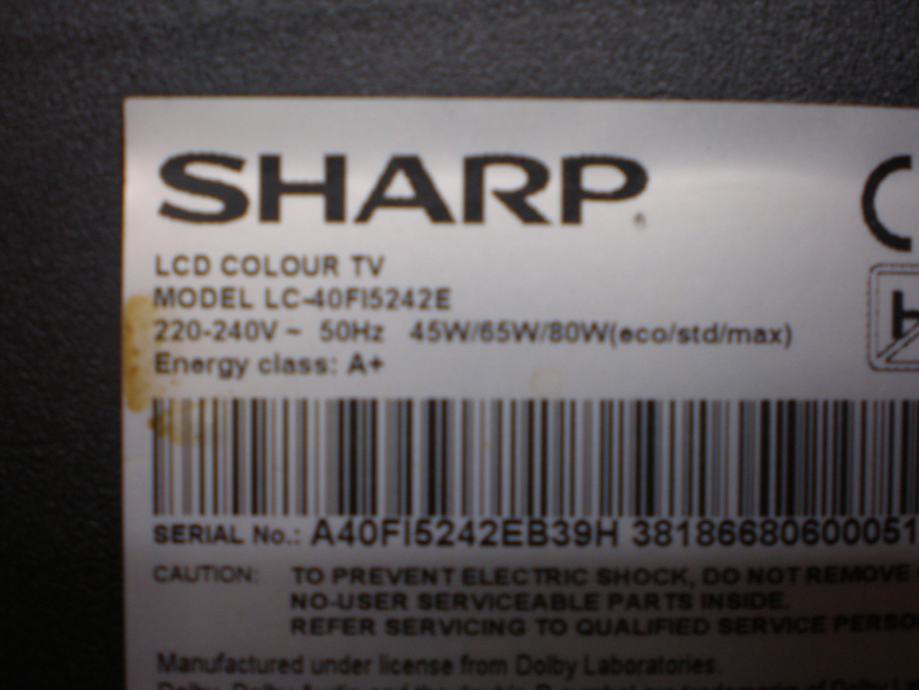 SHARP
LCD COLOUR TV
MODEL LC-40FI5242E
220-240V ~ 50Hz 45W/65W/80W(eco/std/max)
Energy class: A+
SERIAL No.: A40FI5242EB39H 38186680600051
CAUTION: TO PREVENT ELECTRIC SHOCK, DO NOT REMOVE
NO-USER SERVICEABLE PARTS INSIDE.
REFER SERVICING TO QUALIFIED SERVICE PERSO
Manufactured under license from Dolby Laboratories.